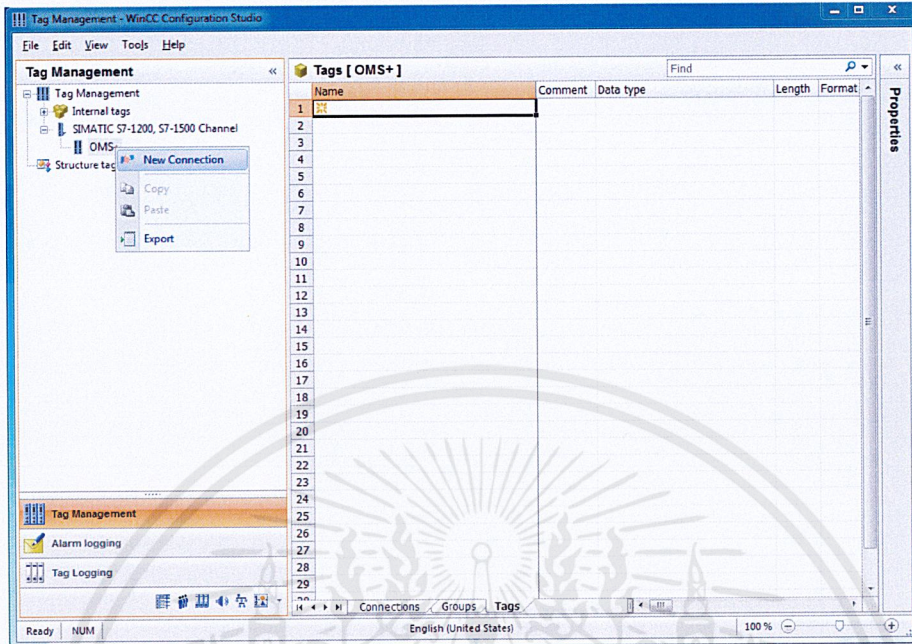 Tag Management - WinCC Configuration Studio
File Edit View Tools Help
Tag Management «
Tag Management
Internal tags
SIMATIC S7-1200, S7-1500 Channel
OMS+
Structure tag
New Connection
Copy
Paste
Export
Tag Management
Alarm logging
Tag Logging
Tags [ OMS+ ] Find
Name Comment Data type Length Format
1
2
3
4
5
6
7
8
9
10
11
12
13
14
15
16
17
18
19
20
21
22
23
24
25
26
27
28
29
Connections Groups Tags
« Properties
Ready NUM English (United States) 100 %